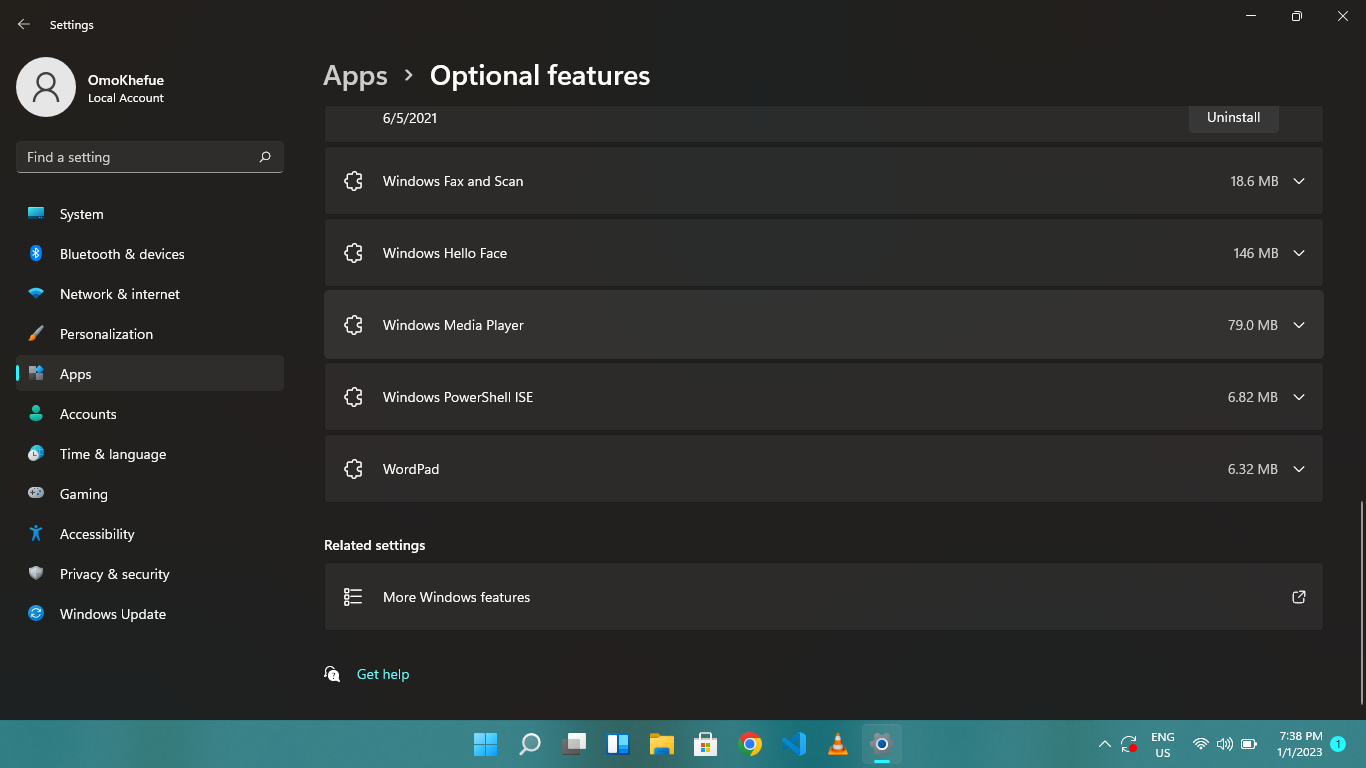 Settings
OmoKhefue
Local Account
Find a setting
System
Bluetooth & devices
Network & internet
Personalization
Apps
Accounts
Time & language
Gaming
Accessibility
Privacy & security
Windows Update
Apps > Optional features
6/5/2021 Uninstall
Windows Fax and Scan 18.6 MB
Windows Hello Face 146 MB
Windows Media Player 79.0 MB
Windows PowerShell ISE 6.82 MB
WordPad 6.32 MB
Related settings
More Windows features
Get help
ENG
US
7:38 PM
1/1/2023
1